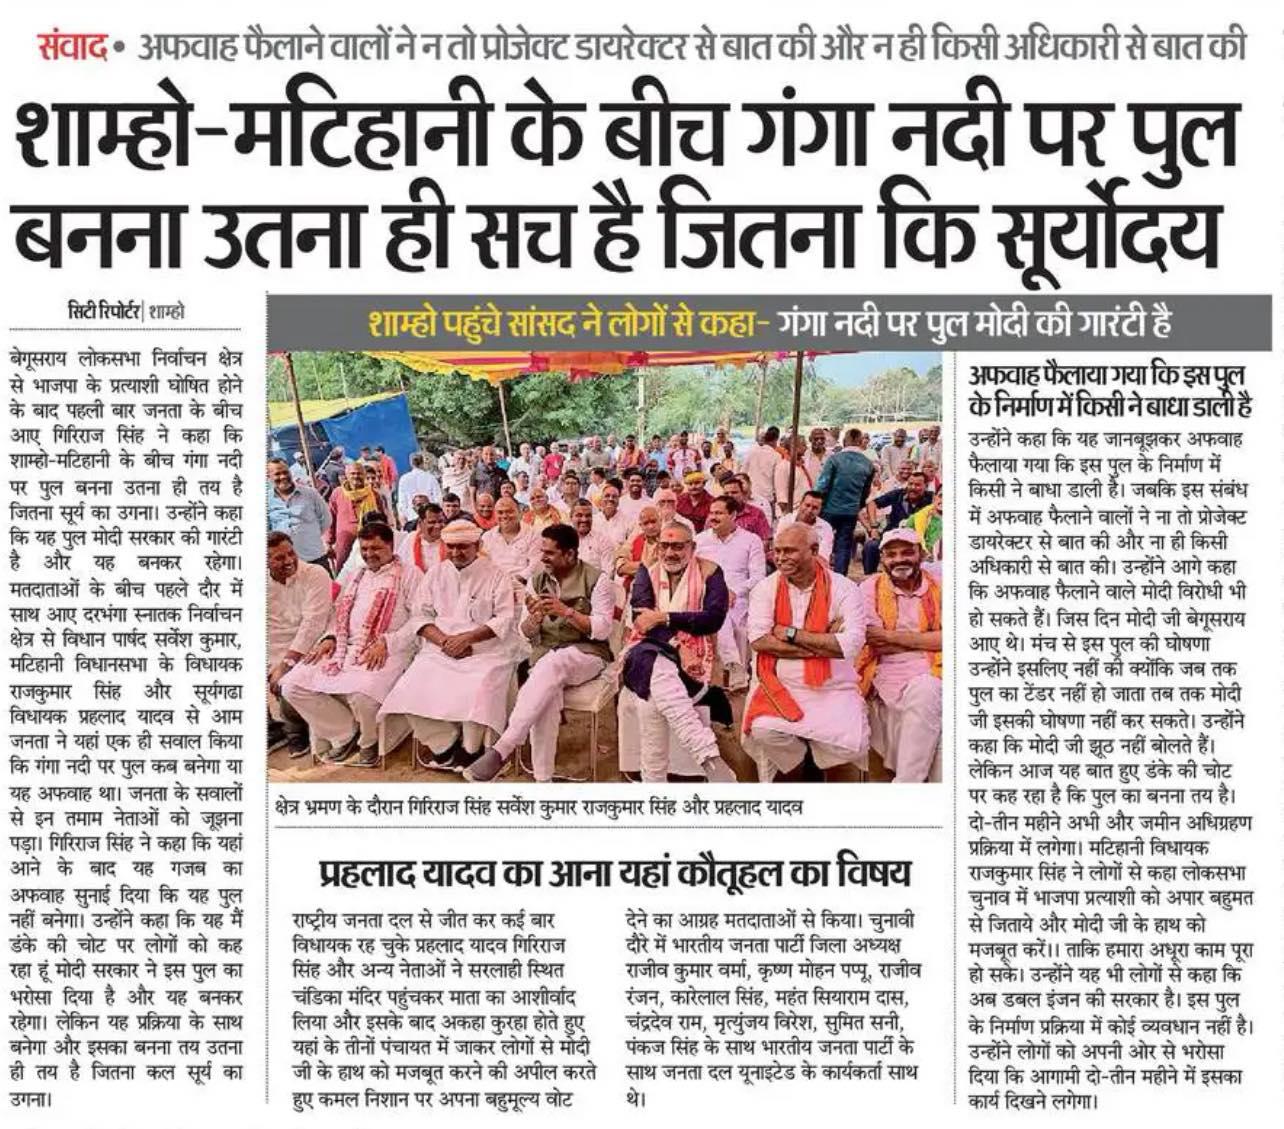 संवाद• अफवाह फैलाने वालों ने न तो प्रोजेक्ट डायरेक्टर से बात की और न ही किसी अधिकारी से बात की
शाम्हो-मटिहानी के बीच गंगा नदी पर पुल
बनना उतना ही सच है जितना कि सूर्योदय
सिटी रिपोर्टर| शाम्हो
बेगूसराय लोकसभा निर्वाचन क्षेत्र
से भाजपा के प्रत्याशी घोषित होने
के बाद पहली बार जनता के बीच
आए गिरिराज सिंह ने कहा कि
शाम्हो-मटिहानी के बीच गंगा नदी
पर पुल बनना उतना ही तय है
जितना सूर्य का उगना। उन्होंने कहा
कि यह पुल मोदी सरकार की गारंटी
है और यह बनकर रहेगा।
मतदाताओं के बीच पहले दौर में
साथ आए दरभंगा स्नातक निर्वाचन
क्षेत्र से विधान पार्षद सर्वेश कुमार,
मटिहानी विधानसभा के विधायक
राजकुमार सिंह और सूर्यगढा
विधायक प्रहलाद यादव से आम
जनता ने यहां एक ही सवाल किया
कि गंगा नदी पर पुल कब बनेगा या
यह अफवाह था। जनता के सवालों
से इन तमाम नेताओं को जूझना
पड़ा। गिरिराज सिंह ने कहा कि यहां
आने के बाद यह गजब का
अफवाह सुनाई दिया कि यह पुल
नहीं बनेगा। उन्होंने कहा कि यह मैं
डंके की चोट पर लोगों को कह
रहा हूं मोदी सरकार ने इस पुल का
भरोसा दिया है और यह बनकर
रहेगा। लेकिन यह प्रक्रिया के साथ
बनेगा और इसका बनना तय उतना
ही तय है जितना कल सूर्य का
उगना।
शाम्हो पहुंचे सांसद ने लोगों से कहा- गंगा नदी पर पुल मोदी की गारंटी है
क्षेत्र भ्रमण के दौरान गिरिराज सिंह सर्वेश कुमार राजकुमार सिंह और प्रहलाद यादव
प्रहलाद यादव का आना यहां कौतूहल का विषय
राष्ट्रीय जनता दल से जीत कर कई बार
विधायक रह चुके प्रहलाद यादव गिरिराज
सिंह और अन्य नेताओं ने सरलाही स्थित
चंडिका मंदिर पहुंचकर माता का आशीर्वाद
लिया और इसके बाद अकहा कुरहा होते हुए
यहां के तीनों पंचायत में जाकर लोगों से मोदी
जी के हाथ को मजबूत करने की अपील करते
हुए कमल निशान पर अपना बहुमूल्य वोट
देने का आग्रह मतदाताओं से किया। चुनावी
दौरे में भारतीय जनता पार्टी जिला अध्यक्ष
राजीव कुमार वर्मा, कृष्ण मोहन पप्पू, राजीव
रंजन, कारेलाल सिंह, महंत सियाराम दास,
चंद्रदेव राम, मृत्युंजय विरेश, सुमित सनी,
पंकज सिंह के साथ भारतीय जनता पार्टी के
साथ जनता दल यूनाइटेड के कार्यकर्ता साथ
थे।
अफवाह फैलाया गया कि इस पुल
के निर्माण में किसी ने बाधा डाली है
उन्होंने कहा कि यह जानबूझकर अफवाह
फैलाया गया कि इस पुल के निर्माण में
किसी ने बाधा डाली है। जबकि इस संबंध
में अफवाह फैलाने वालों ने ना तो प्रोजेक्ट
डायरेक्टर से बात की और ना ही किसी
अधिकारी से बात की। उन्होंने आगे कहा
कि अफवाह फैलाने वाले मोदी विरोधी भी
हो सकते हैं। जिस दिन मोदी जी बेगूसराय
आए थे। मंच से इस पुल की घोषणा
उन्होंने इसलिए नहीं की क्योंकि जब तक
पुल का टेंडर नहीं हो जाता तब तक मोदी
जी इसकी घोषणा नहीं कर सकते। उन्होंने
कहा कि मोदी जी झूठ नहीं बोलते हैं।
लेकिन आज यह बात हुए डंके की चोट
पर कह रहा है कि पुल का बनना तय है।
दो-तीन महीने अभी और जमीन अधिग्रहण
प्रक्रिया में लगेगा। मटिहानी विधायक
राजकुमार सिंह ने लोगों से कहा लोकसभा
चुनाव में भाजपा प्रत्याशी को अपार बहुमत
से जिताये और मोदी जी के हाथ को
मजबूत करें।। ताकि हमारा अधूरा काम पूरा
हो सके। उन्होंने यह भी लोगों से कहा कि
अब डबल इंजन की सरकार है। इस पुल
के निर्माण प्रक्रिया में कोई व्यवधान नहीं है।
उन्होंने लोगों को अपनी ओर से भरोसा
दिया कि आगामी दो-तीन महीने में इसका
कार्य दिखने लगेगा।